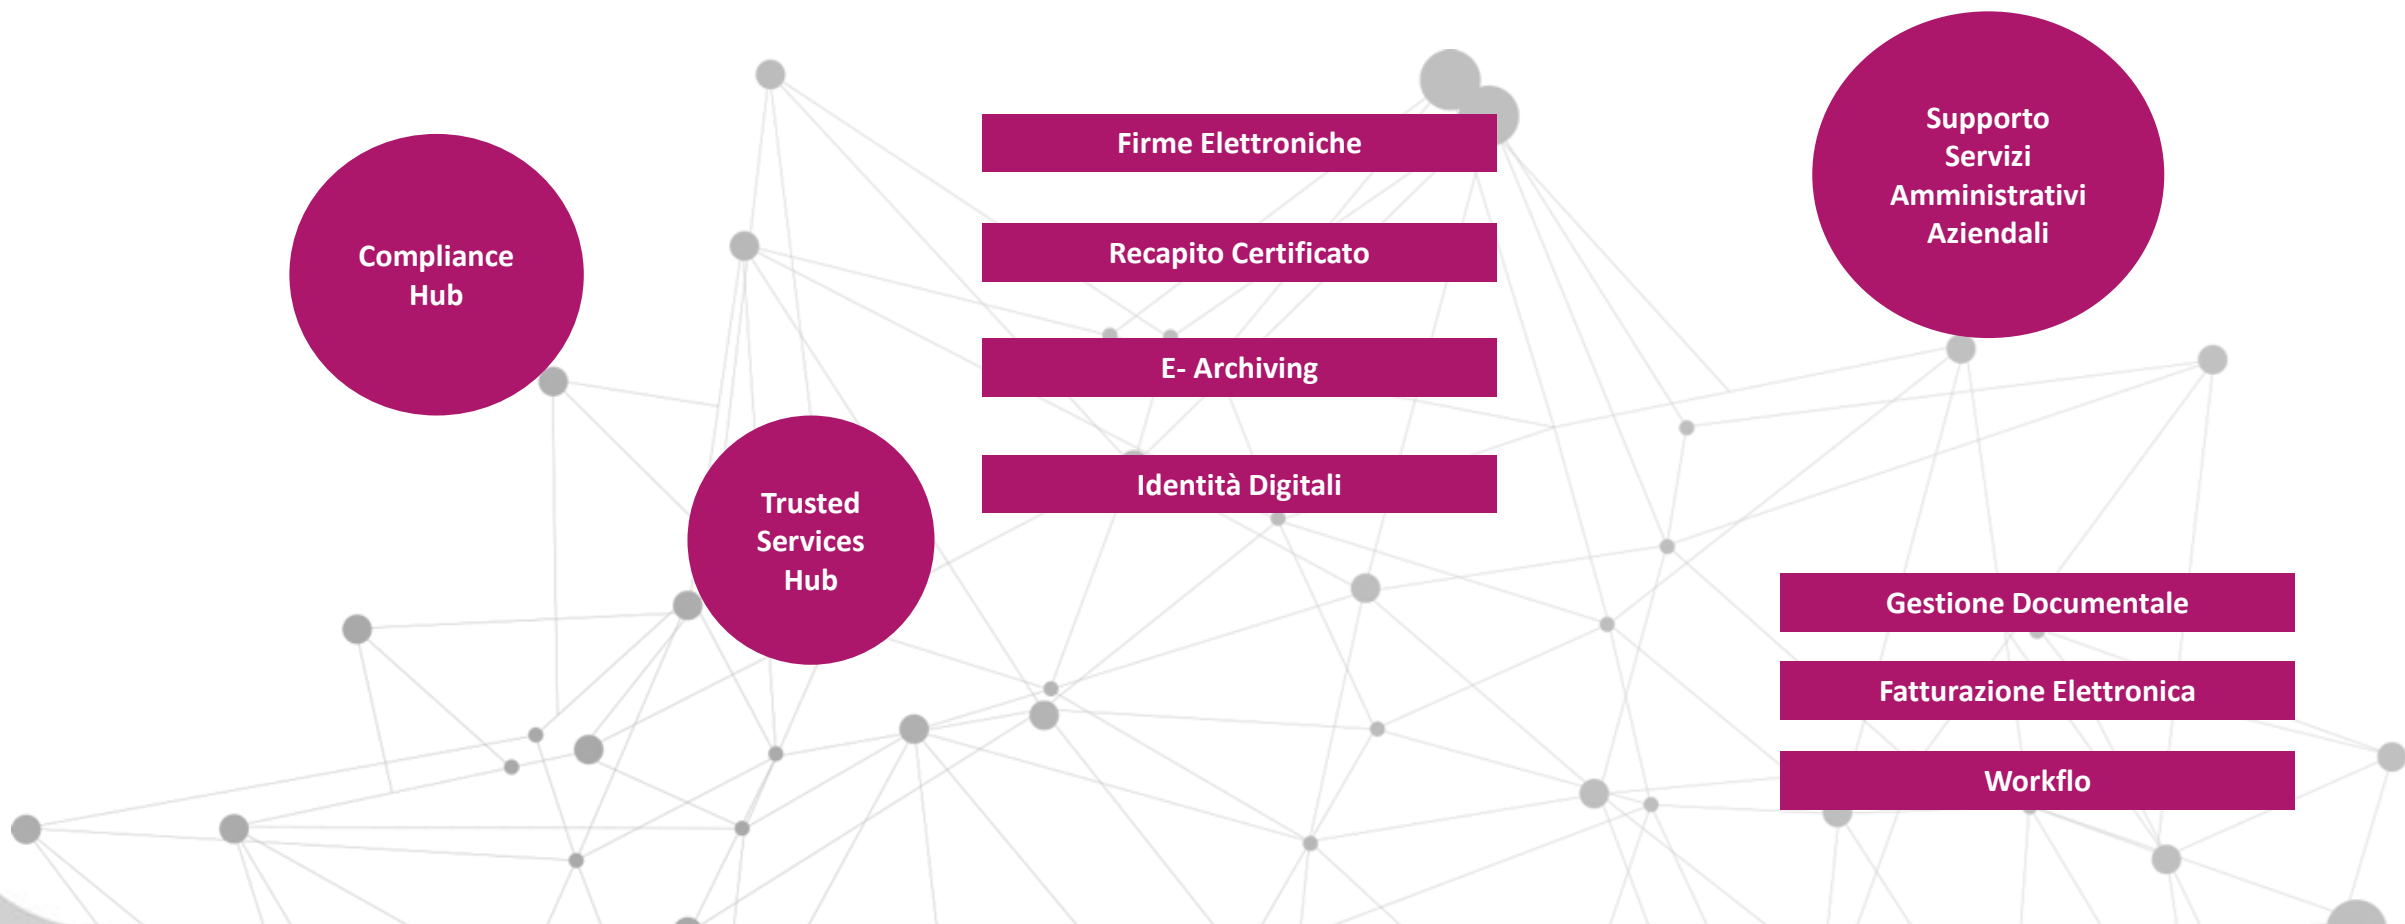 Compliance
Hub
Trusted
Services
Hub
Firme Elettroniche
Recapito Certificato
E- Archiving
Identità Digitali
Supporto
Servizi
Amministrativi
Aziendali
Gestione Documentale
Fatturazione Elettronica
Workflo